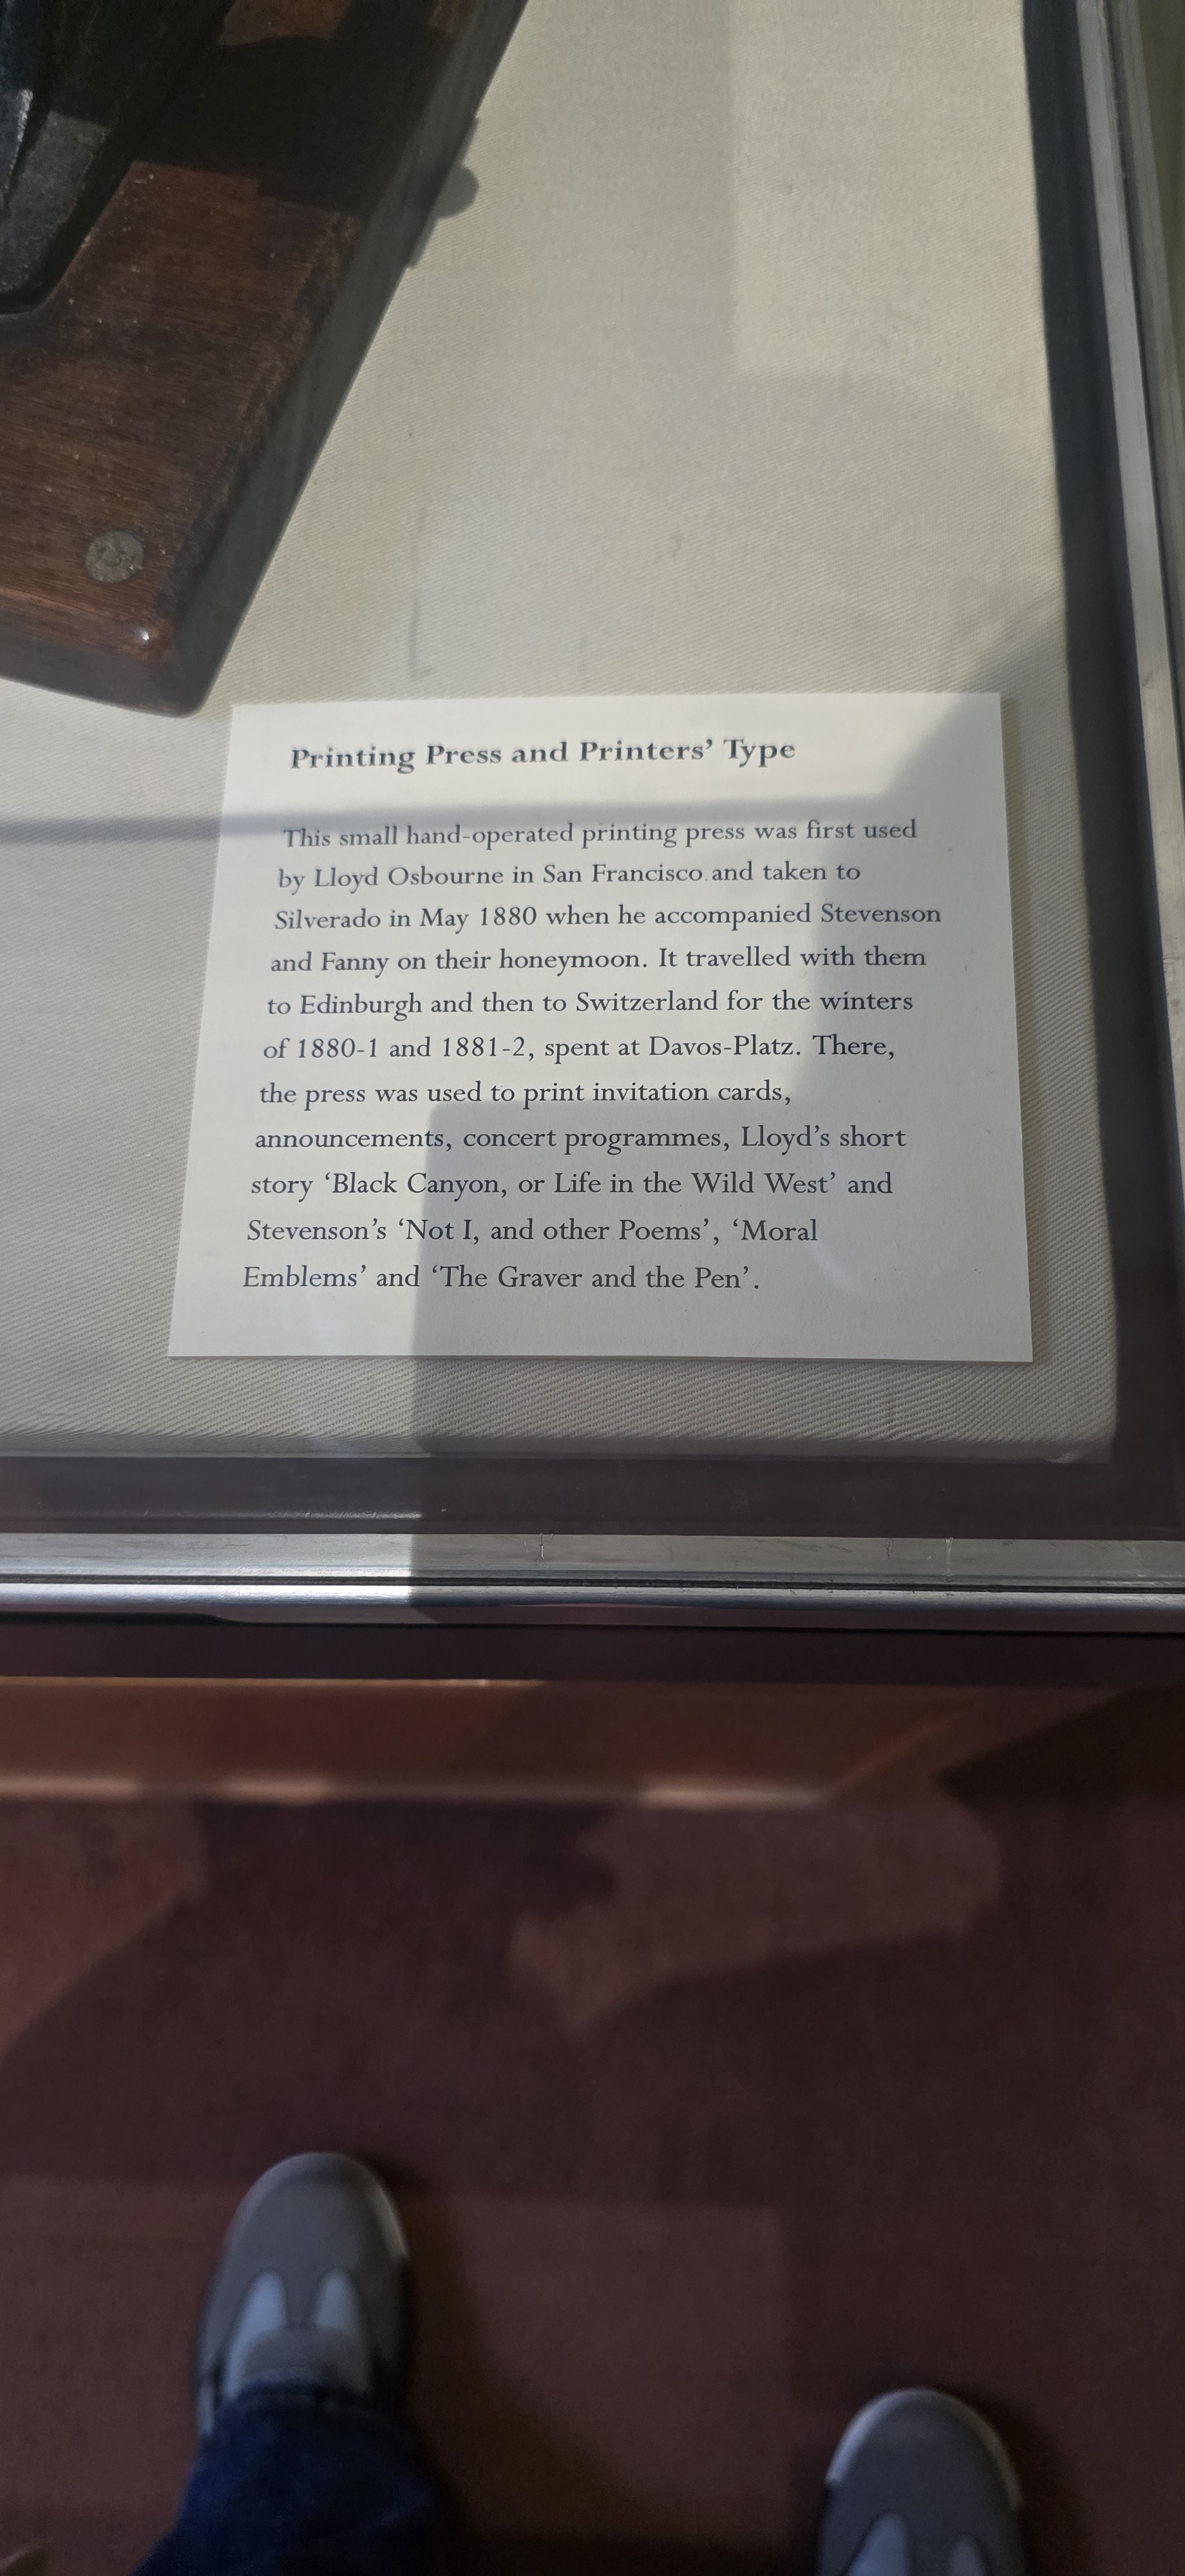 Printing Press and Printers’ Type
This small hand-operated printing press was first used
by Lloyd Osbourne in San Francisco and taken to
Silverado in May 1880 when he accompanied Stevenson
and Fanny on their honeymoon. It travelled with them
to Edinburgh and then to Switzerland for the winters
of 1880-1 and 1881-2, spent at Davos-Platz. There,
the press was used to print invitation cards,
announcements, concert programmes, Lloyd’s short
story ‘Black Canyon, or Life in the Wild West’ and
Stevenson’s ‘Not I, and other Poems’, ‘Moral
Emblems’ and ‘The Graver and the Pen’.